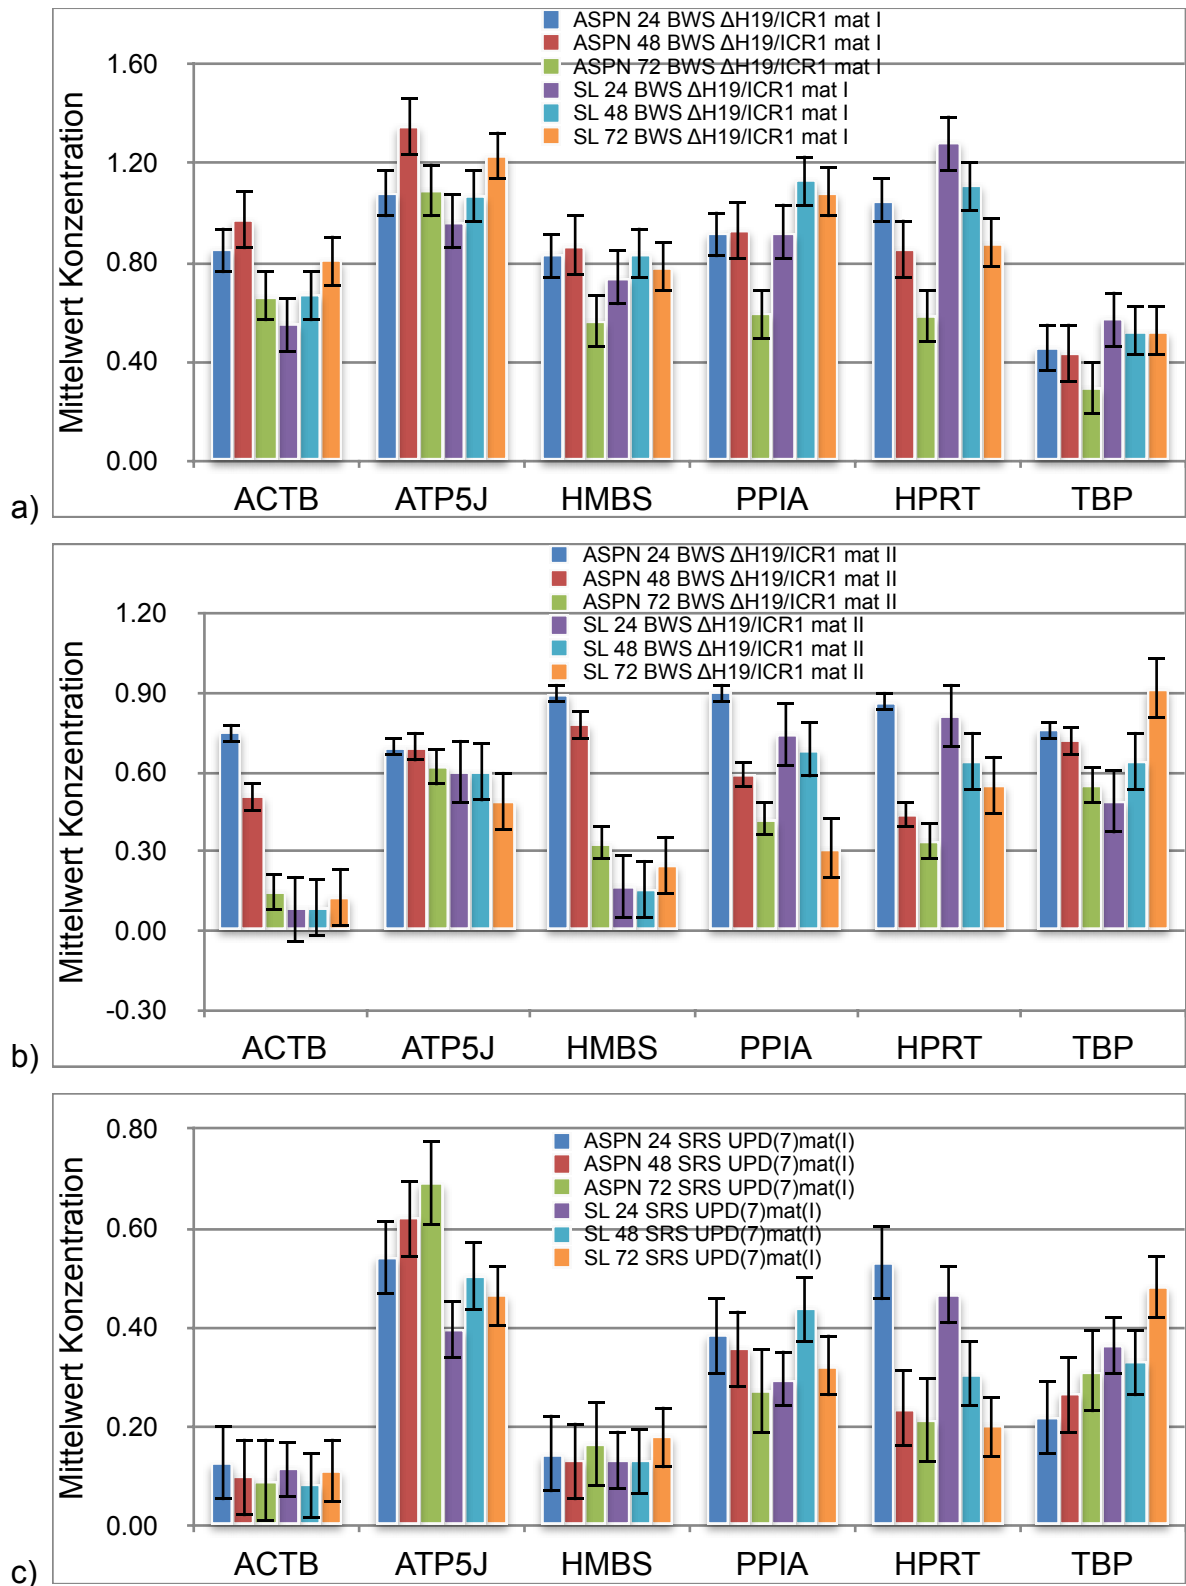 ASPN 24 BWS ΔH19/ICR1 mat I
ASPN 48 BWS ΔH19/ICR1 mat I
ASPN 72 BWS ΔH19/ICR1 mat I
SL 24 BWS ΔH19/ICR1 mat I
SL 48 BWS ΔH19/ICR1 mat I
SL 72 BWS ΔH19/ICR1 mat I
Mittelwert Konzentration
1.60
1.20
0.80
0.40
0.00
ACTB ATP5J HMBS PPIA HPRT TBP
a)
ASPN 24 BWS ΔH19/ICR1 mat II
ASPN 48 BWS ΔH19/ICR1 mat II
ASPN 72 BWS ΔH19/ICR1 mat II
SL 24 BWS ΔH19/ICR1 mat II
SL 48 BWS ΔH19/ICR1 mat II
SL 72 BWS ΔH19/ICR1 mat II
Mittelwert Konzentration
1.20
0.90
0.60
0.30
0.00
-0.30
ACTB ATP5J HMBS PPIA HPRT TBP
b)
ASPN 24 SRS UPD(7)mat(I)
ASPN 48 SRS UPD(7)mat(I)
ASPN 72 SRS UPD(7)mat(I)
SL 24 SRS UPD(7)mat(I)
SL 48 SRS UPD(7)mat(I)
SL 72 SRS UPD(7)mat(I)
Mittelwert Konzentration
0.80
0.60
0.40
0.20
0.00
ACTB ATP5J HMBS PPIA HPRT TBP
c)